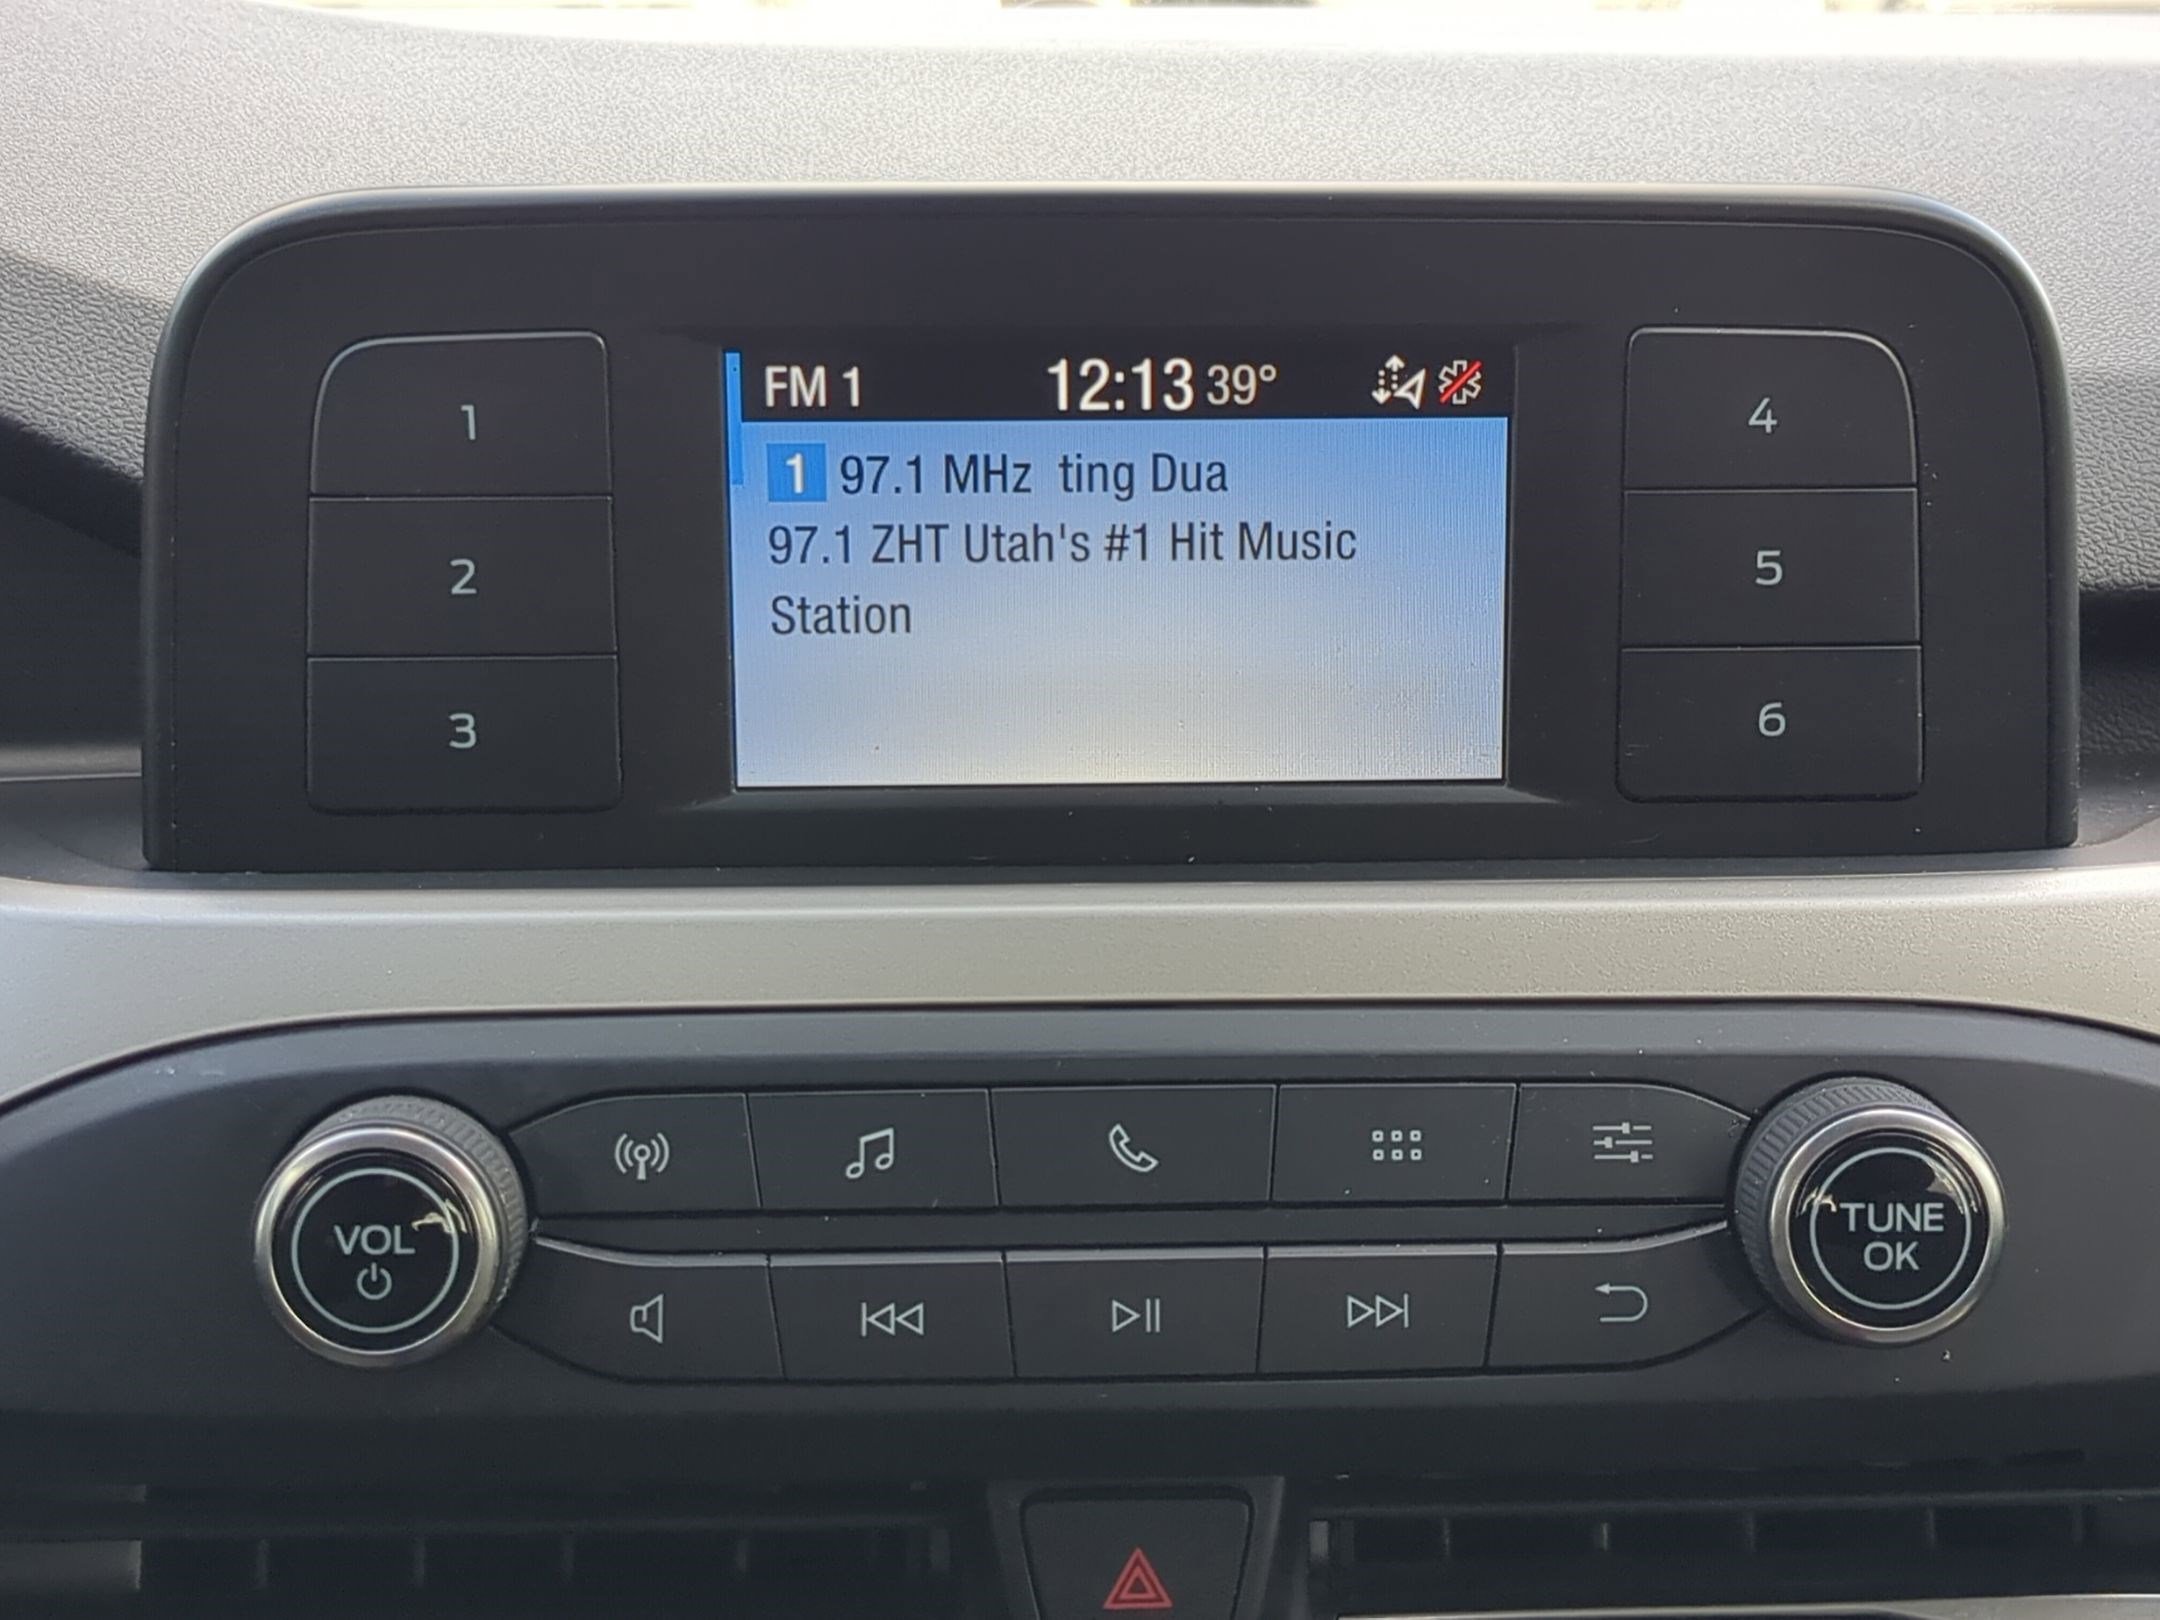 FM 1 12:13 39°
1 97.1 MHz ting Dua
97.1 ZHT Utah's #1 Hit Music
Station
1
2
3
4
5
6
VOL
TUNE
OK